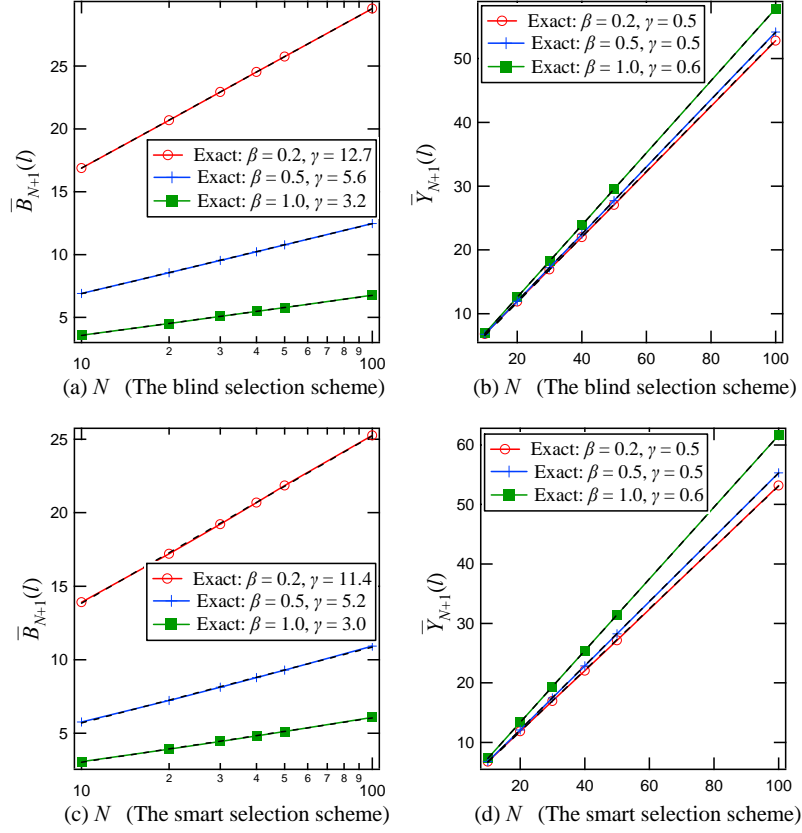 25
20
15
10
5
B̅_{N+1}(l)
Exact: β = 0.2, γ = 12.7
Exact: β = 0.5, γ = 5.6
Exact: β = 1.0, γ = 3.2
10 2 3 4 5 6 7 8 9 100
(a) N (The blind selection scheme)
50
40
30
20
10
Y̅_{N+1}(l)
Exact: β = 0.2, γ = 0.5
Exact: β = 0.5, γ = 0.5
Exact: β = 1.0, γ = 0.6
20 40 60 80 100
(b) N (The blind selection scheme)
25
20
15
10
5
B̅_{N+1}(l)
Exact: β = 0.2, γ = 11.4
Exact: β = 0.5, γ = 5.2
Exact: β = 1.0, γ = 3.0
10 2 3 4 5 6 7 8 9 100
(c) N (The smart selection scheme)
60
50
40
30
20
10
Y̅_{N+1}(l)
Exact: β = 0.2, γ = 0.5
Exact: β = 0.5, γ = 0.5
Exact: β = 1.0, γ = 0.6
20 40 60 80 100
(d) N (The smart selection scheme)